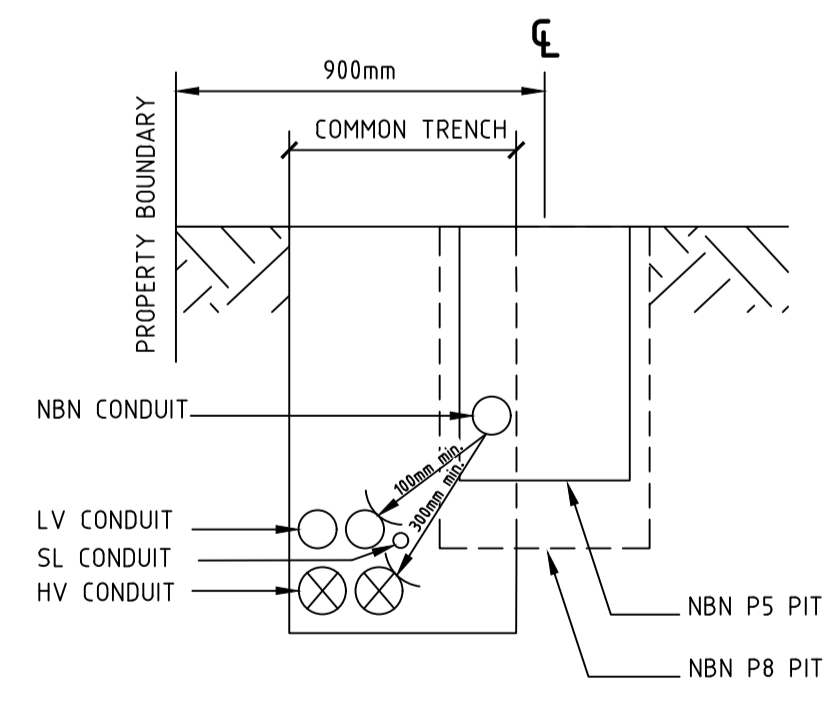 ℄
900mm
COMMON TRENCH
PROPERTY BOUNDARY
NBN CONDUIT
100mm min.
300mm min.
LV CONDUIT
SL CONDUIT
HV CONDUIT
NBN P5 PIT
NBN P8 PIT